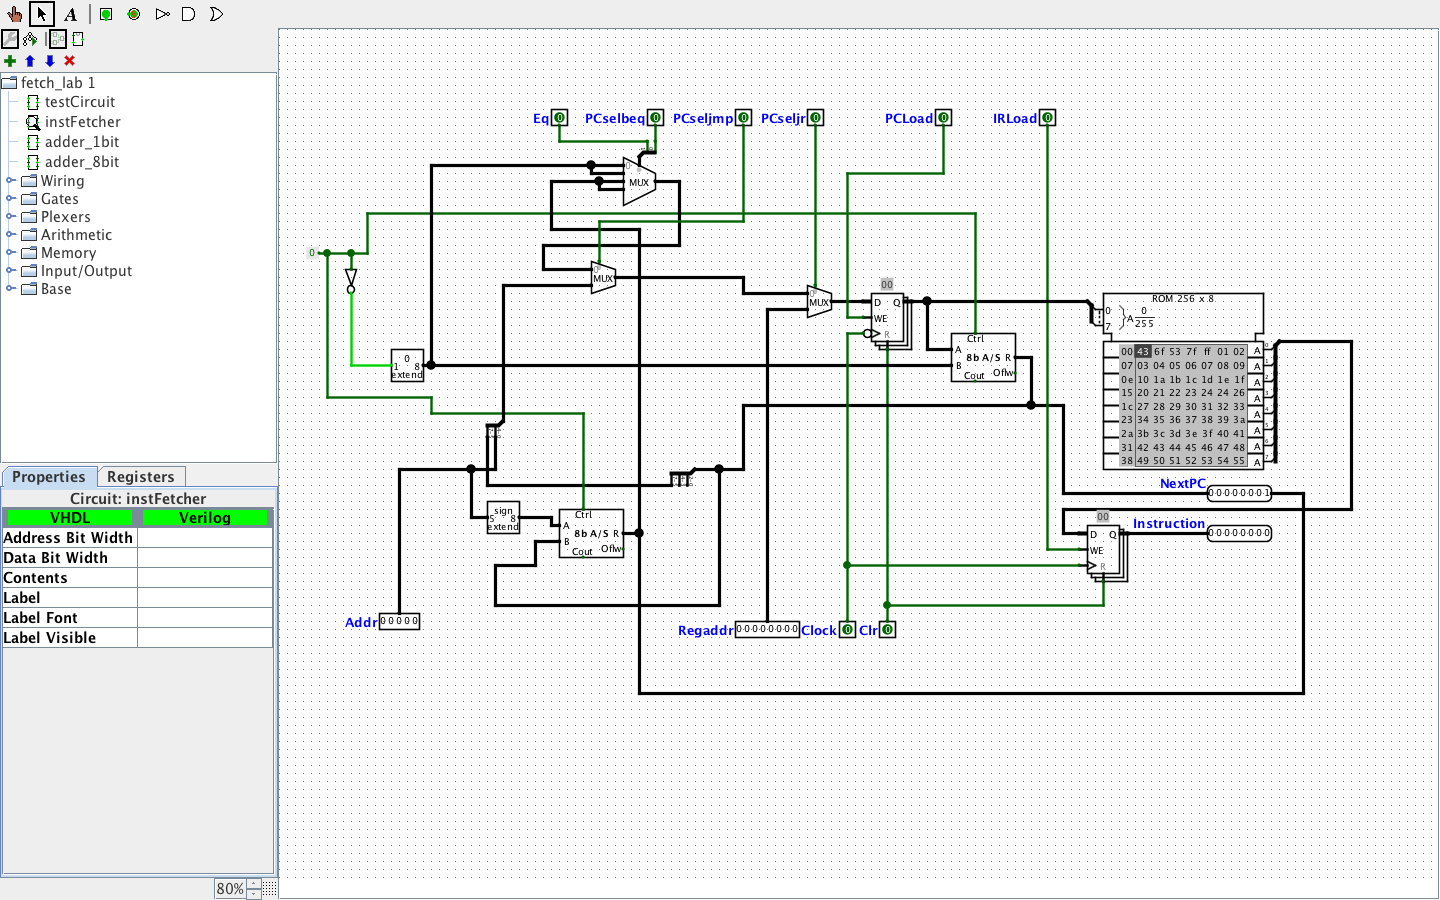 A
fetch_lab 1
testCircuit
instFetcher
adder_1bit
adder_8bit
Wiring
Gates
Plexers
Arithmetic
Memory
Input/Output
Base
Properties
Registers
Circuit: instFetcher
VHDL
Verilog
Address Bit Width
Data Bit Width
Contents
Label
Label Font
Label Visible
80%
Eq 0
PCselbeq 0
PCseljmp 0
PCseljr 0
PCLoad 0
IRLoad 0
MUX
0
MUX
MUX
00
D Q
WE
R
ROM 256 x 8
0
7
A 0
255
00 43 6f 53 7f ff 01 02
07 03 04 05 06 07 08 09
0e 10 1a 1b 1c 1d 1e 1f
15 20 21 22 23 24 24 26
1c 27 28 29 30 31 32 33
23 34 35 36 37 38 39 3a
2a 3b 3c 3d 3e 3f 40 41
31 42 43 44 45 46 47 48
38 49 50 51 52 53 54 55
A
A
A
A
A
A
A
A
A
Ctrl
A
8b A/S R
B
Cout Oflw
0
1 8
extend
sign
5 8
extend
Ctrl
A
8b A/S R
B
Cout Oflw
NextPC 0 0 0 0 0 0 0 1
00
D Q
WE
R
Instruction 0 0 0 0 0 0 0 0
Addr 0 0 0 0 0
Regaddr 0 0 0 0 0 0 0 0
Clock 0
Clr 0